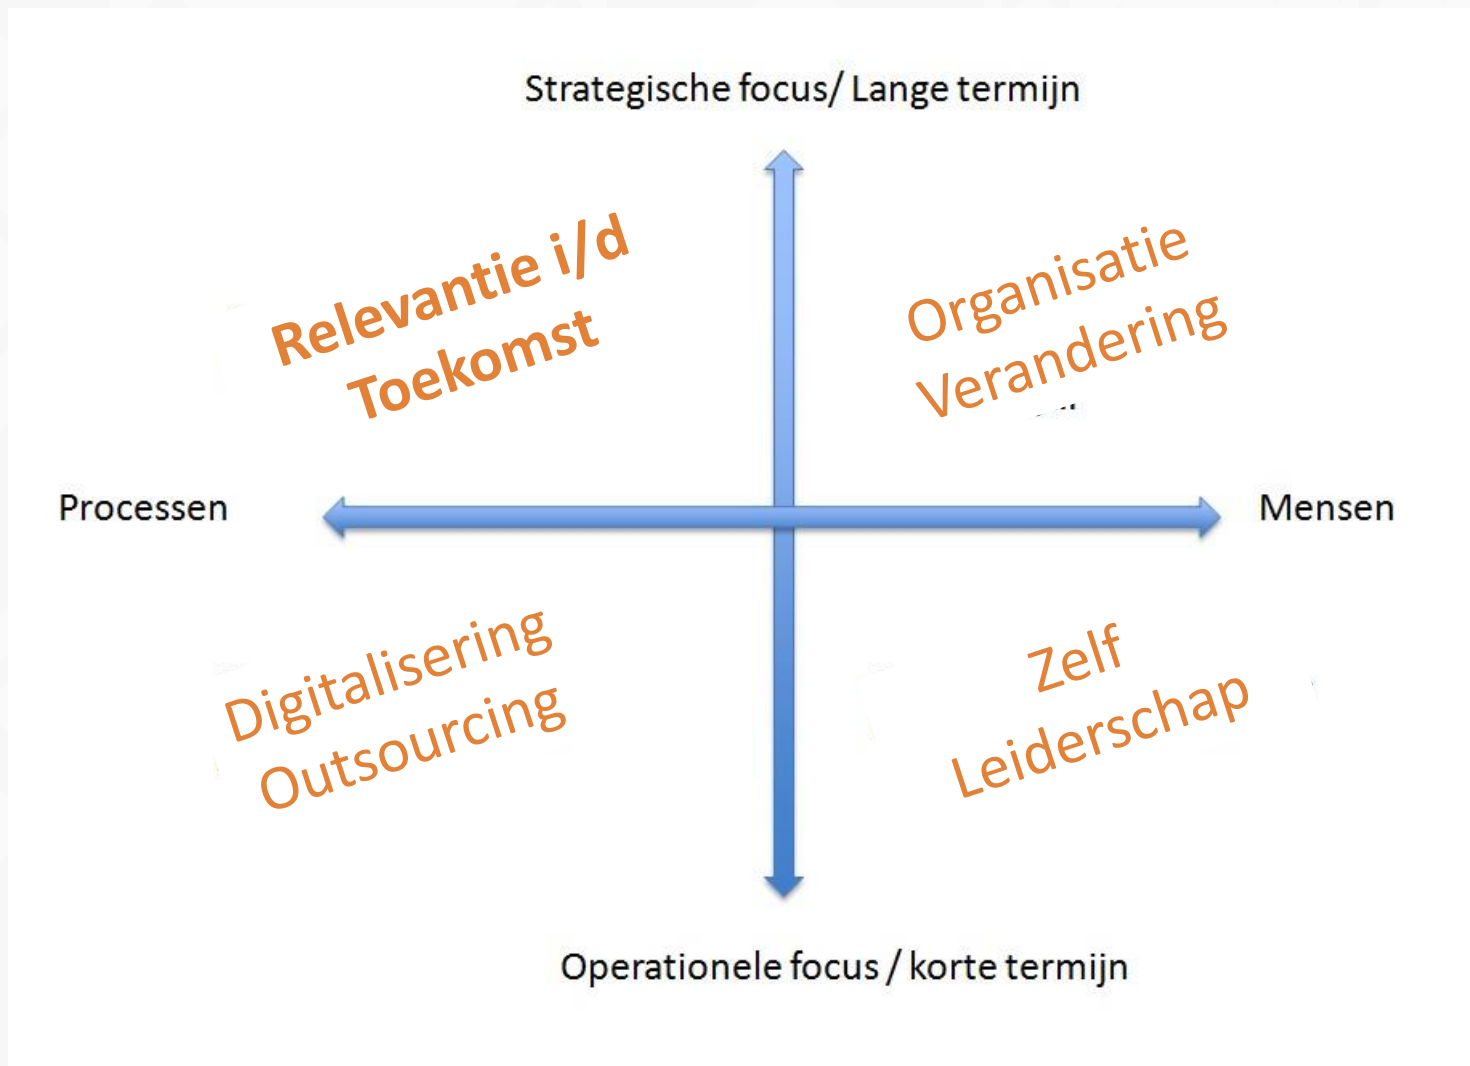 Strategische focus/ Lange termijn
Relevantie i/d
Toekomst
Organisatie
Verandering
Processen
Mensen
Digitalisering
Outsourcing
Zelf
Leiderschap
Operationele focus / korte termijn